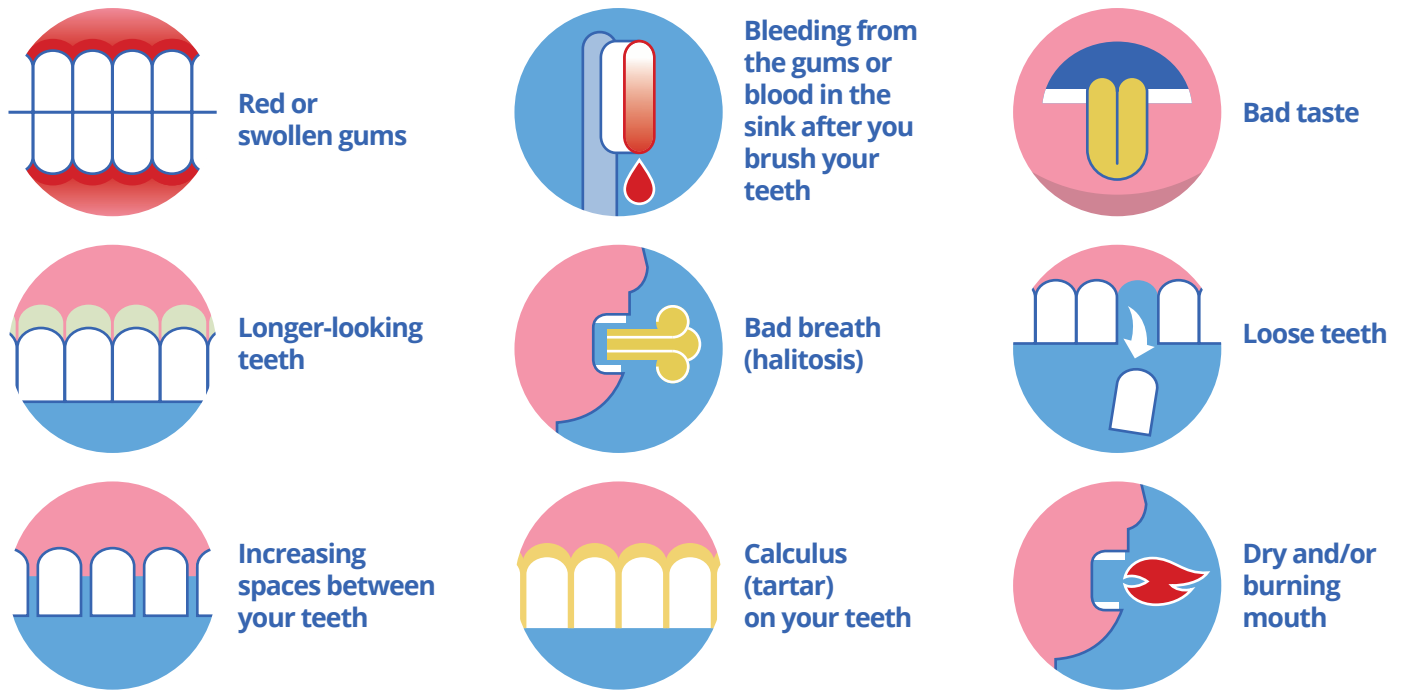 Red or
swollen gums
Bleeding from
the gums or
blood in the
sink after you
brush your
teeth
Bad taste
Longer-looking
teeth
Bad breath
(halitosis)
Loose teeth
Increasing
spaces between
your teeth
Calculus
(tartar)
on your teeth
Dry and/or
burning
mouth